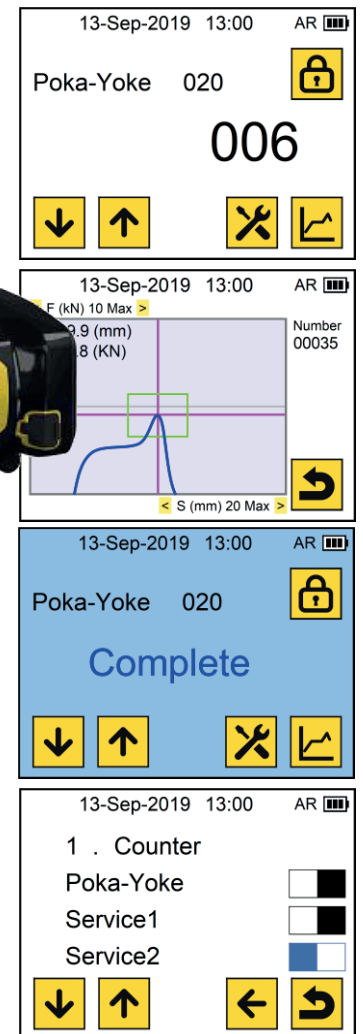 13-Sep-2019 13:00 AR
Poka-Yoke 020
006
13-Sep-2019 13:00 AR
F (kN) 10 Max >
.9 (mm)
.8 (KN)
Number
00035
< S (mm) 20 Max >
13-Sep-2019 13:00 AR
Poka-Yoke 020
Complete
13-Sep-2019 13:00 AR
1 . Counter
Poka-Yoke
Service1
Service2